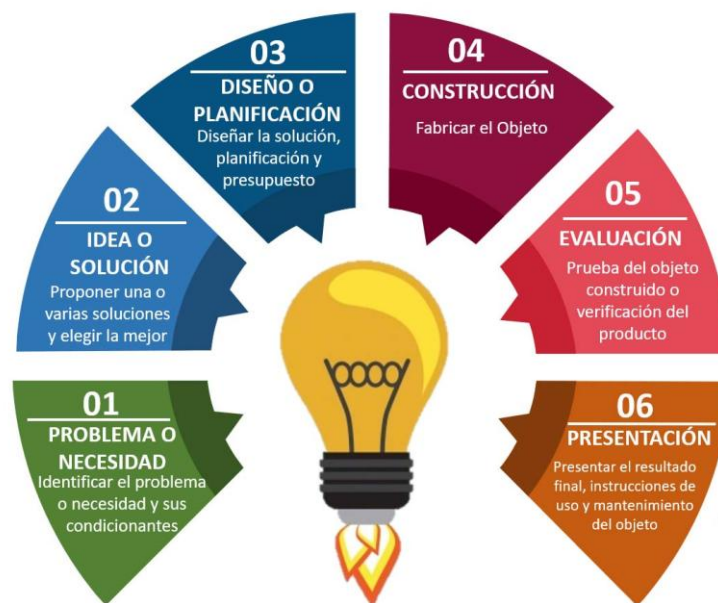 01
PROBLEMA O
NECESIDAD
Identificar el problema
o necesidad y sus
condicionantes
02
IDEA O
SOLUCIÓN
Proponer una o
varias soluciones
y elegir la mejor
03
DISEÑO O
PLANIFICACIÓN
Diseñar la solución,
planificación y
presupuesto
04
CONSTRUCCIÓN
Fabricar el Objeto
05
EVALUACIÓN
Prueba del objeto
construido o
verificación del
producto
06
PRESENTACIÓN
Presentar el resultado
final, instrucciones de
uso y mantenimiento
del objeto